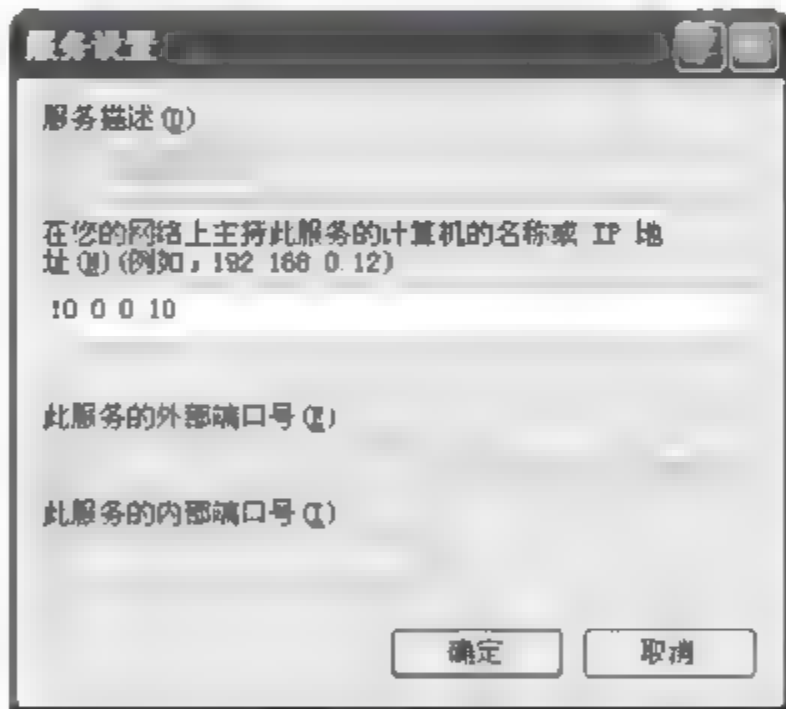 服务设置
服务描述(D)
在您的网络上主持此服务的计算机的名称或 IP 地
址(N)(例如,192 168 0.12)
10 0 0 10
此服务的外部端口号(E)
此服务的内部端口号(I)
确定
取消